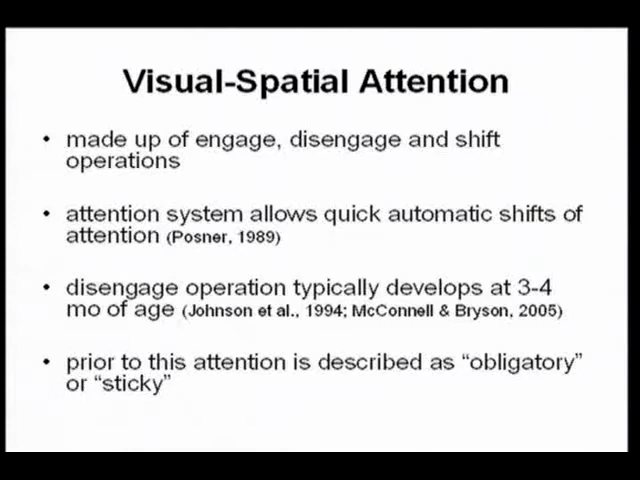 Visual-Spatial Attention
• made up of engage, disengage and shift
operations
• attention system allows quick automatic shifts of
attention (Posner, 1989)
• disengage operation typically develops at 3-4
mo of age (Johnson et al., 1994; McConnell & Bryson, 2005)
• prior to this attention is described as “obligatory”
or “sticky”